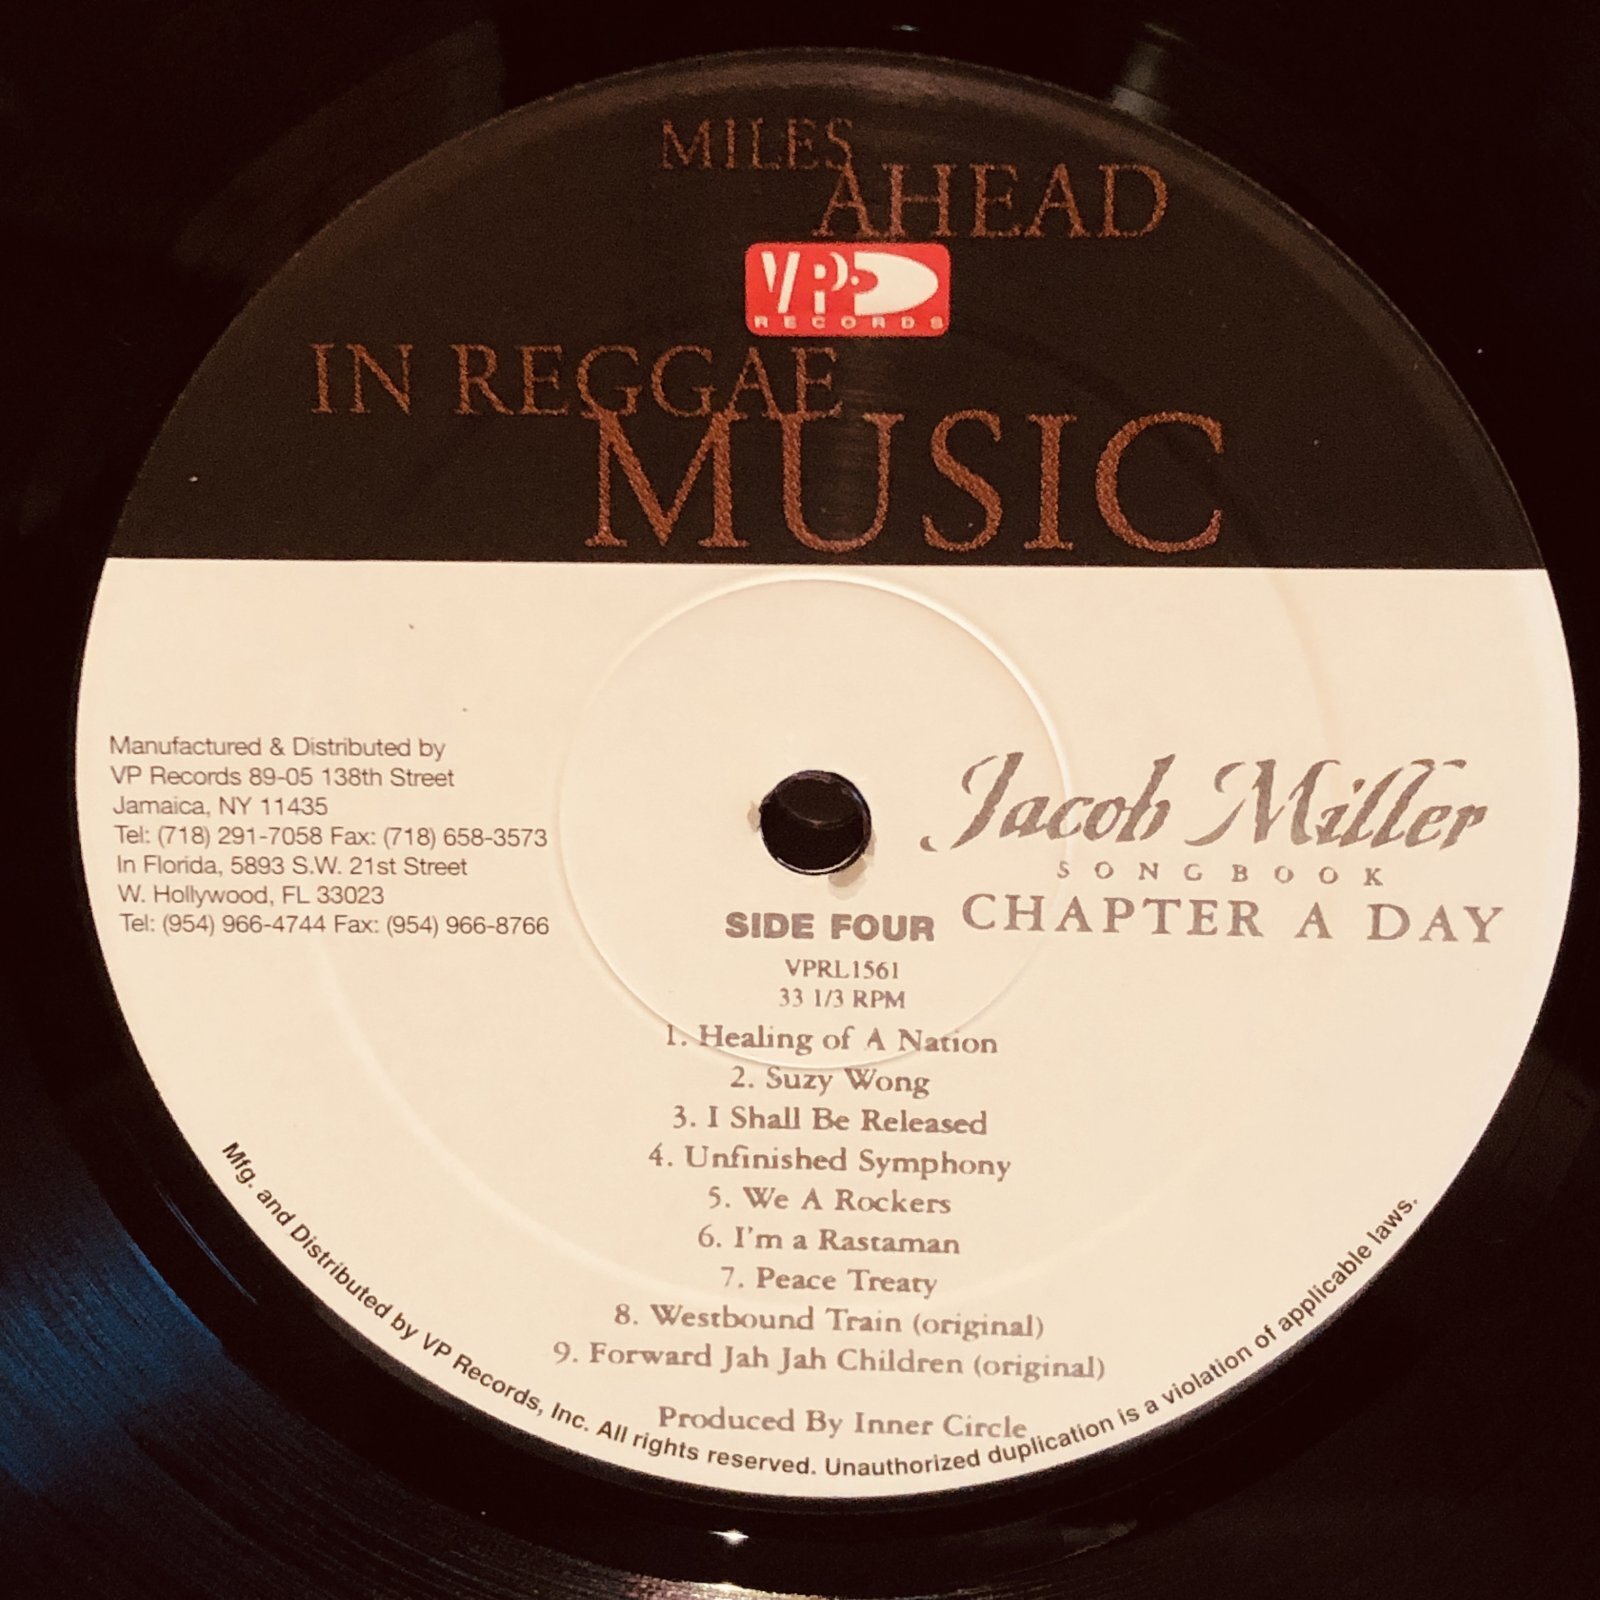 MILES
AHEAD
VP
RECORDS
IN REGGAE
MUSIC
Manufactured & Distributed by
VP Records 89-05 138th Street
Jamaica, NY 11435
Tel: (718) 291-7058 Fax: (718) 658-3573
In Florida, 5893 S.W. 21st Street
W. Hollywood, FL 33023
Tel: (954) 966-4744 Fax: (954) 966-8766
Jacob Miller
SONGBOOK
CHAPTER A DAY
SIDE FOUR
VPRL1561
33 1/3 RPM
1. Healing of A Nation
2. Suzy Wong
3. I Shall Be Released
4. Unfinished Symphony
5. We A Rockers
6. I'm a Rastaman
7. Peace Treaty
8. Westbound Train (original)
9. Forward Jah Jah Children (original)
Produced By Inner Circle
Mfg. and Distributed by VP Records, Inc. All rights reserved. Unauthorized duplication is a violation of applicable laws.